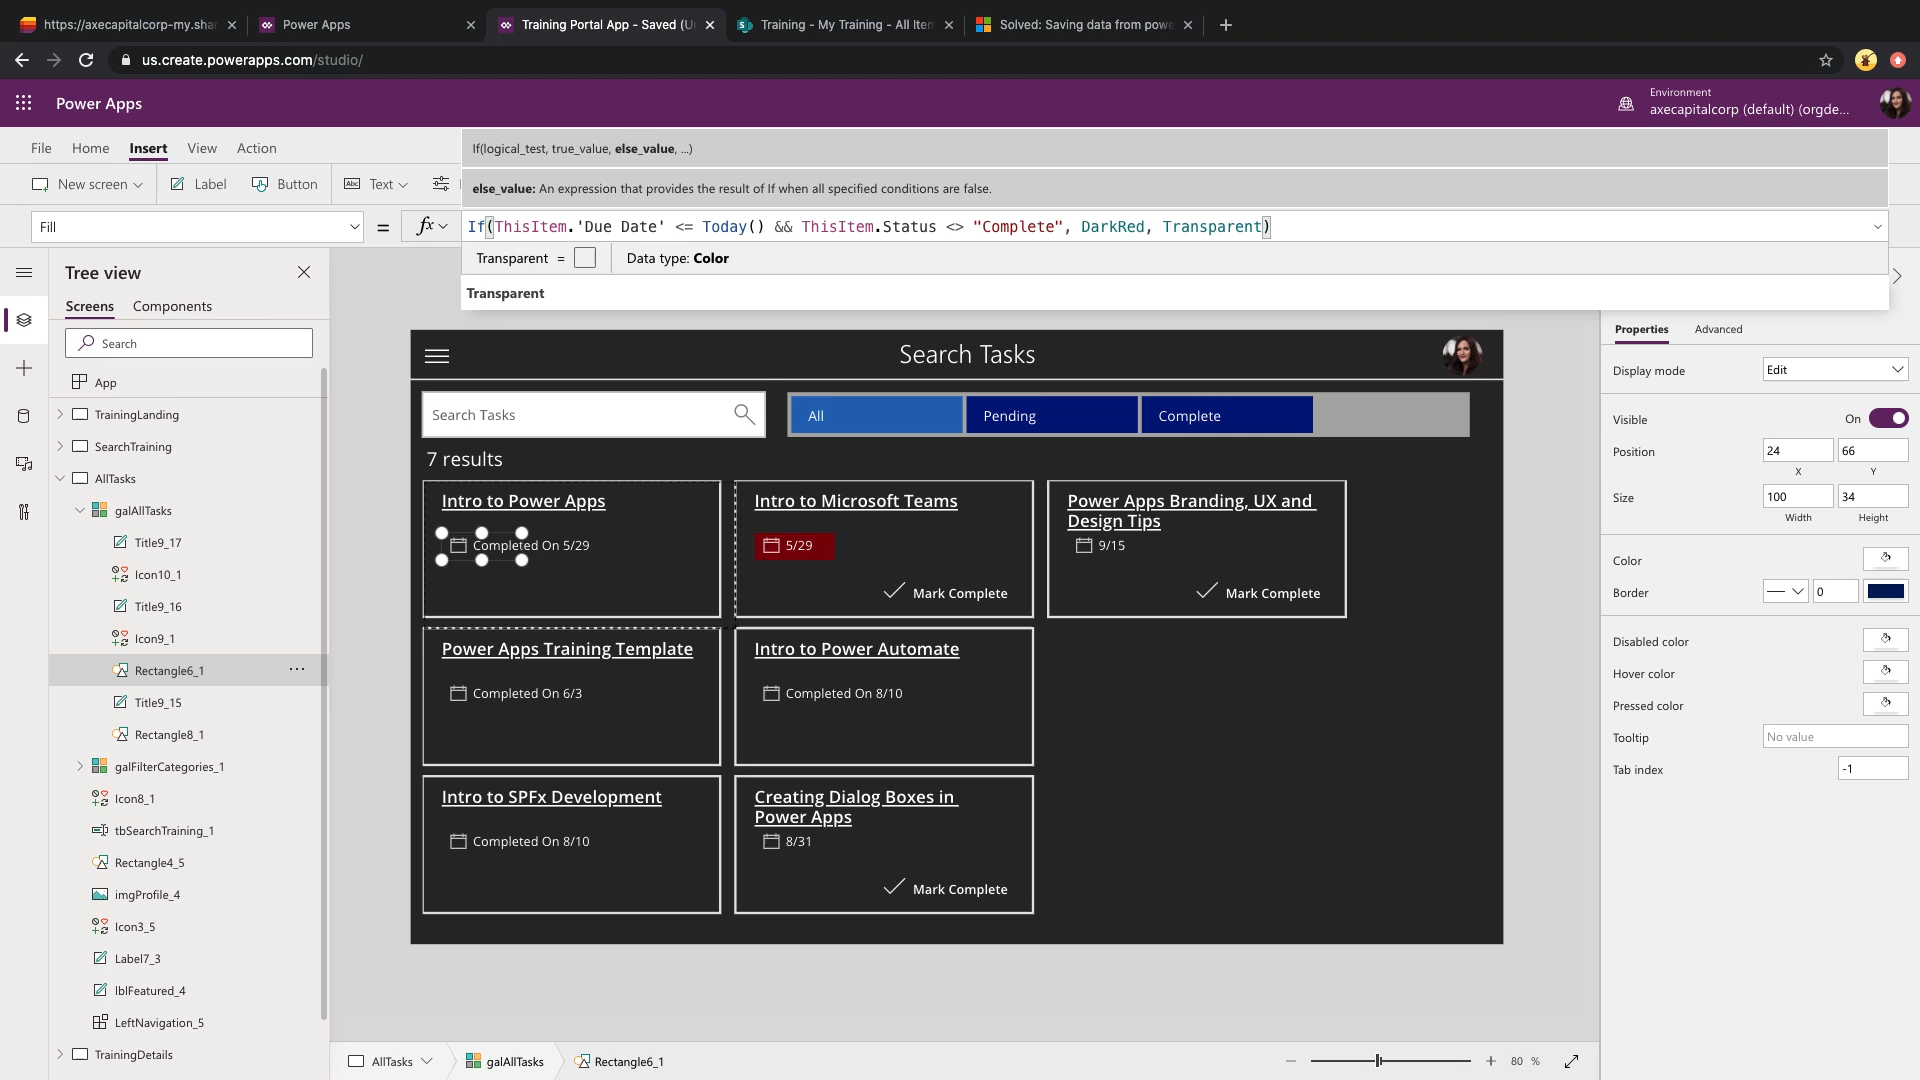 https://axecapitalcorp-my.shar
Power Apps
Training Portal App - Saved (Un
Training - My Training - All Item
Solved: Saving data from powe
us.create.powerapps.com/studio/
Power Apps
Environment
axecapitalcorp (default) (orgde...
File
Home
Insert
View
Action
If(logical_test, true_value, else_value, ...)
New screen
Label
Button
Text
else_value: An expression that provides the result of If when all specified conditions are false.
Fill
=
fx
If(ThisItem.'Due Date' <= Today() && ThisItem.Status <> "Complete", DarkRed, Transparent)
Transparent =
Data type: Color
Transparent
Tree view
Screens
Components
Search
App
TrainingLanding
SearchTraining
AllTasks
galAllTasks
Title9_17
Icon10_1
Title9_16
Icon9_1
Rectangle6_1
...
Title9_15
Rectangle8_1
galFilterCategories_1
Icon8_1
tbSearchTraining_1
Rectangle4_5
imgProfile_4
Icon3_5
Label7_3
lblFeatured_4
LeftNavigation_5
TrainingDetails
Search Tasks
Search Tasks
All
Pending
Complete
7 results
Intro to Power Apps
Completed On 5/29
Intro to Microsoft Teams
5/29
Mark Complete
Power Apps Branding, UX and
Design Tips
9/15
Mark Complete
Power Apps Training Template
Completed On 6/3
Intro to Power Automate
Completed On 8/10
Intro to SPFx Development
Completed On 8/10
Creating Dialog Boxes in
Power Apps
8/31
Mark Complete
Properties
Advanced
Display mode
Edit
Visible
On
Position
24
66
X
Y
Size
100
34
Width
Height
Color
Border
0
Disabled color
Hover color
Pressed color
Tooltip
No value
Tab index
-1
AllTasks
galAllTasks
Rectangle6_1
80 %